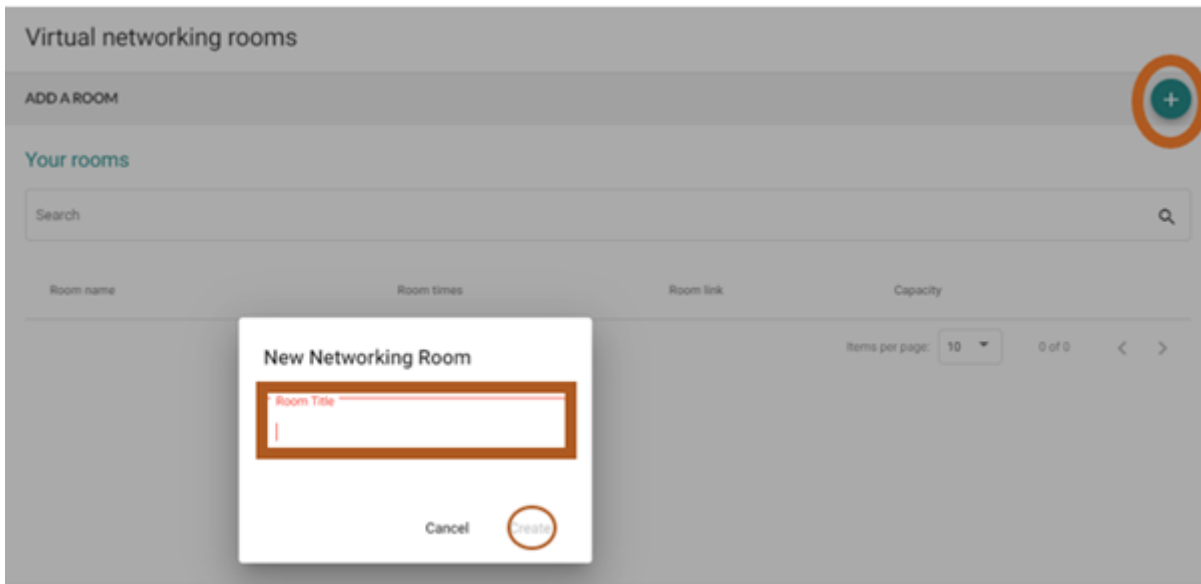 Virtual networking rooms
ADD A ROOM
+
Your rooms
Search
Room name Room times Room link Capacity
Items per page: 10 0 of 0 < >
New Networking Room
Room Title
Cancel Create